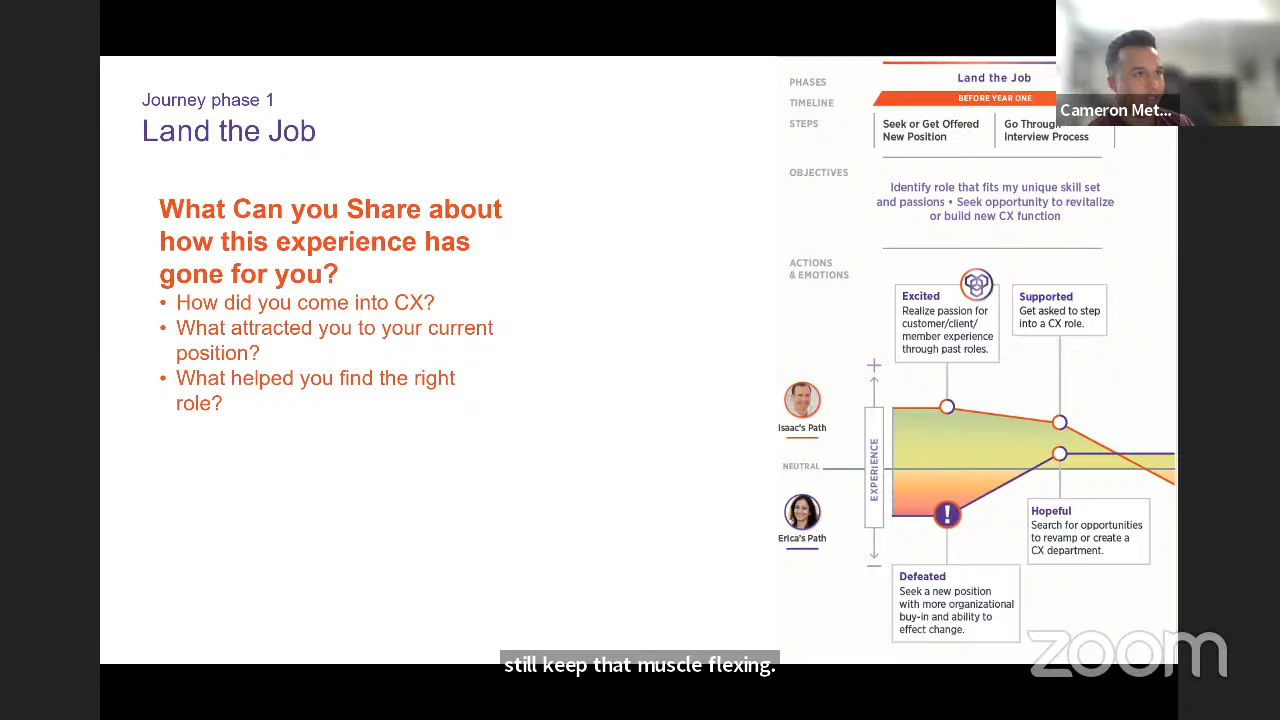 Journey phase 1
Land the Job
What Can you Share about
how this experience has
gone for you?
• How did you come into CX?
• What attracted you to your current
position?
• What helped you find the right
role?
PHASES
Land the Job
TIMELINE
BEFORE YEAR ONE
STEPS
Seek or Get Offered
New Position
Go Through
Interview Process
OBJECTIVES
Identify role that fits my unique skill set
and passions • Seek opportunity to revitalize
or build new CX function
ACTIONS
& EMOTIONS
Excited
Realize passion for
customer/client/
member experience
through past roles.
Supported
Get asked to step
into a CX role.
+
Isaac's Path
NEUTRAL
EXPERIENCE
Erica's Path
!
–
Hopeful
Search for opportunities
to revamp or create a
CX department.
Defeated
Seek a new position
with more organizational
buy-in and ability to
effect change.
Cameron Met...
still keep that muscle flexing.
zoom